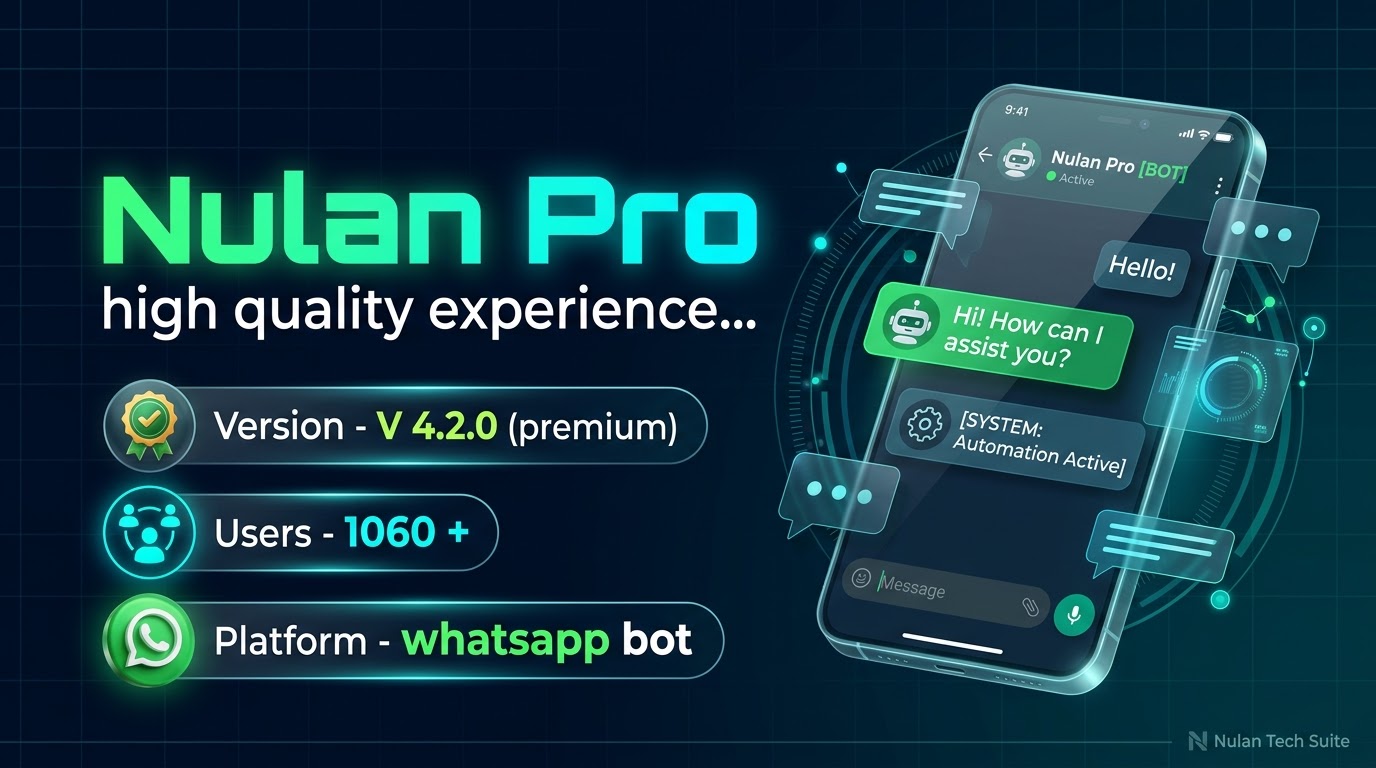 Nulan Pro
high quality experience...
Version - V 4.2.0 (premium)
Users - 1060 +
Platform - whatsapp bot
9:41
Nulan Pro [BOT]
Active
Hello!
Hi! How can I
assist you?
[SYSTEM:
Automation Active]
Message
Nulan Tech Suite